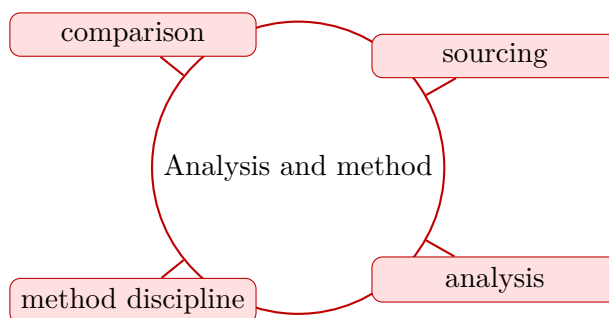 comparison
sourcing
Analysis and method
analysis
method discipline